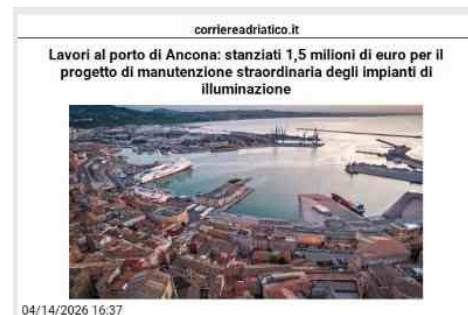 corriereadriatico.it
Lavori al porto di Ancona: stanziati 1,5 milioni di euro per il
progetto di manutenzione straordinaria degli impianti di
illuminazione
04/14/2026 16:37